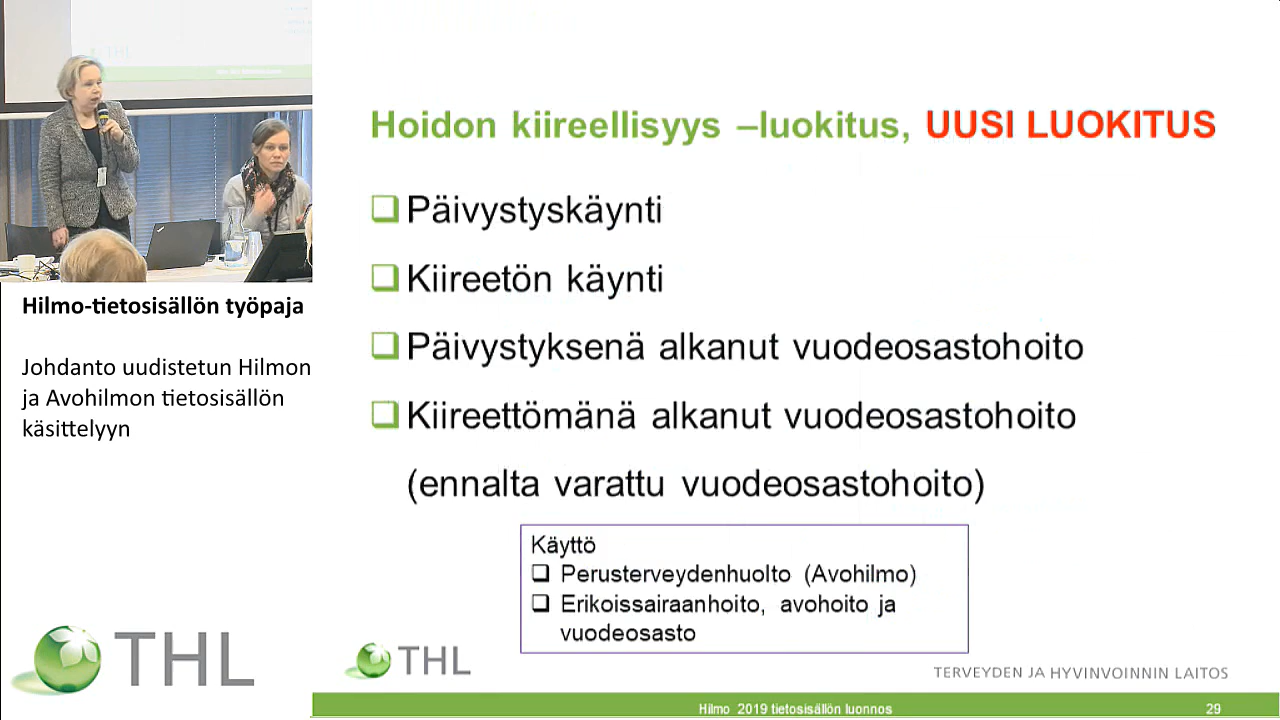 THL
Hilmo-tietosisällön työpaja
Johdanto uudistetun Hilmon
ja Avohilmon tietosisällön
käsittelyyn
THL
Hoidon kiireellisyys –luokitus, UUSI LUOKITUS
Päivystyskäynti
Kiireetön käynti
Päivystyksenä alkanut vuodeosastohoito
Kiireettömänä alkanut vuodeosastohoito
(ennalta varattu vuodeosastohoito)
Käyttö
Perusterveydenhuolto (Avohilmo)
Erikoissairaanhoito, avohoito ja
vuodeosasto
THL
TERVEYDEN JA HYVINVOINNIN LAITOS
Hilmo 2019 tietosisällön luonnos
29